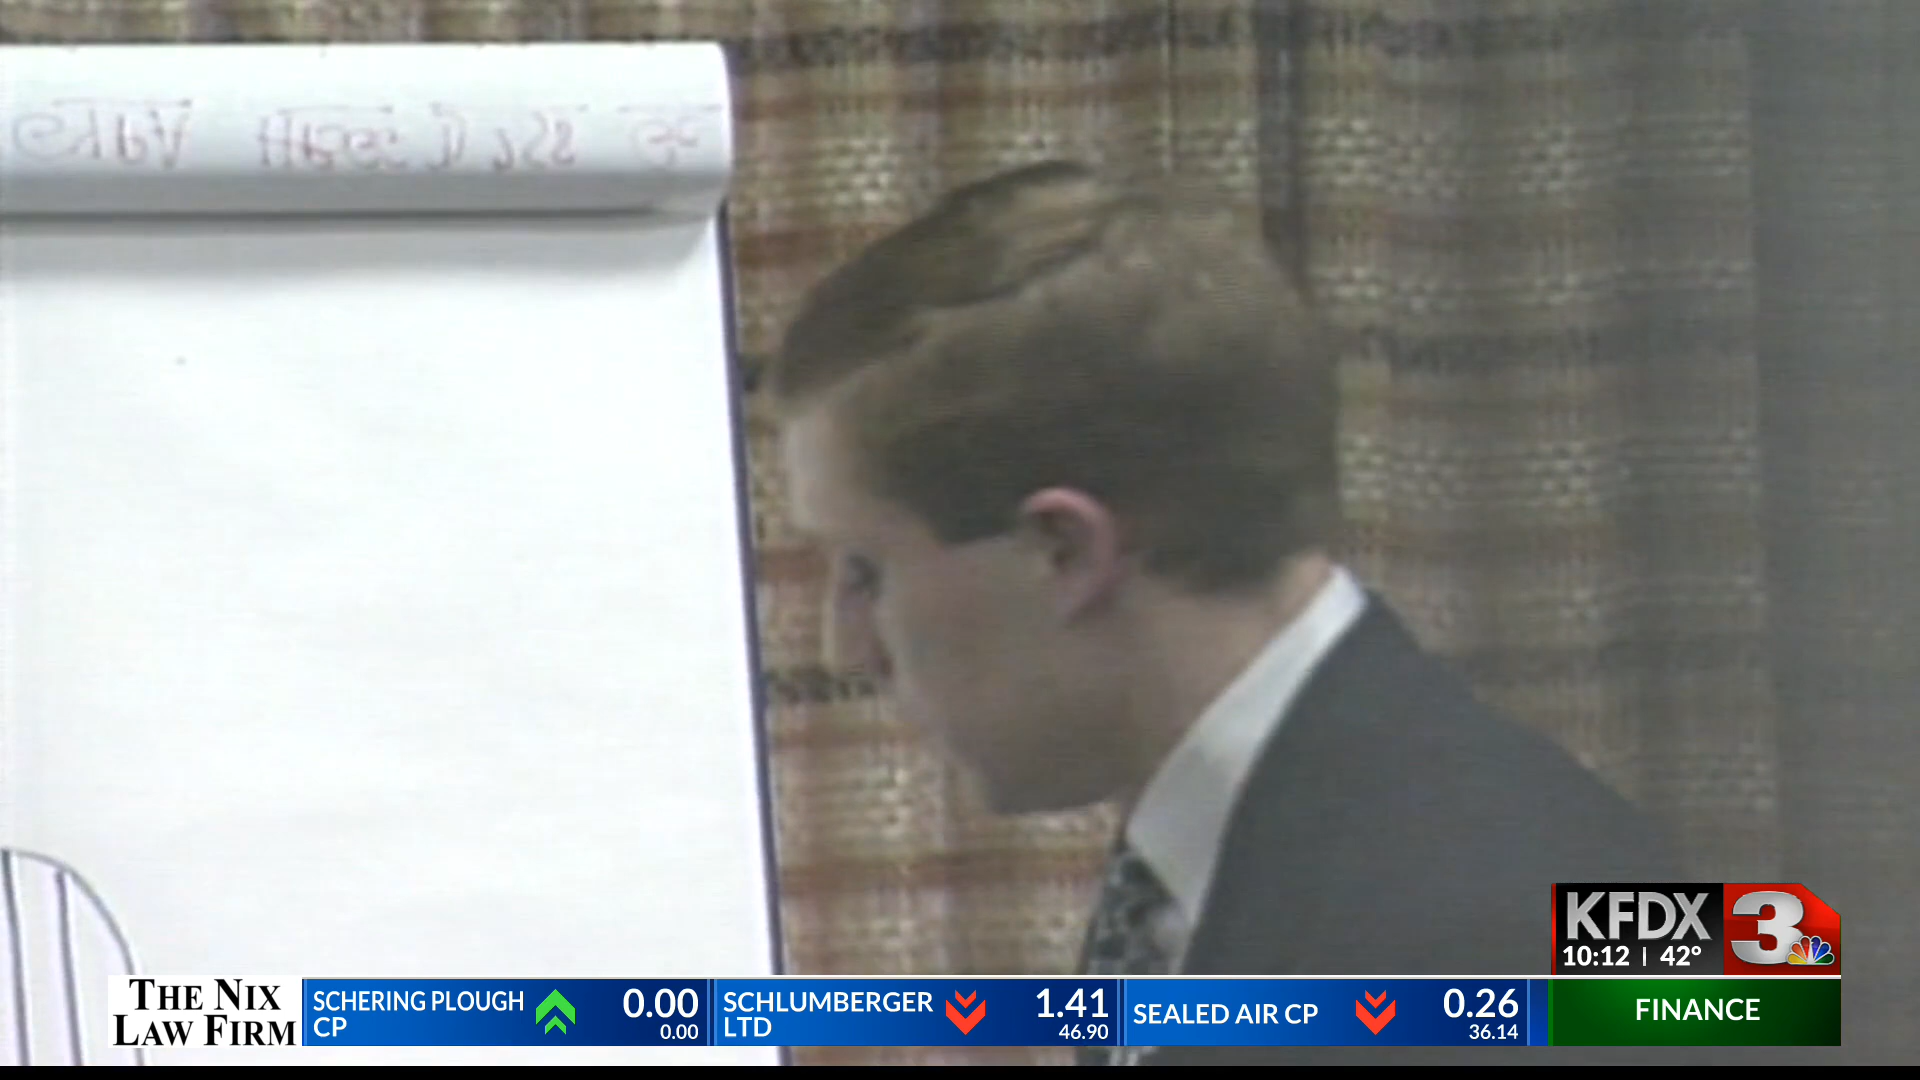 KFDX 3
10:12 | 42°
THE NIX
LAW FIRM
SCHERING PLOUGH
CP
0.00
0.00
SCHLUMBERGER
LTD
1.41
46.90
SEALED AIR CP
0.26
36.14
FINANCE